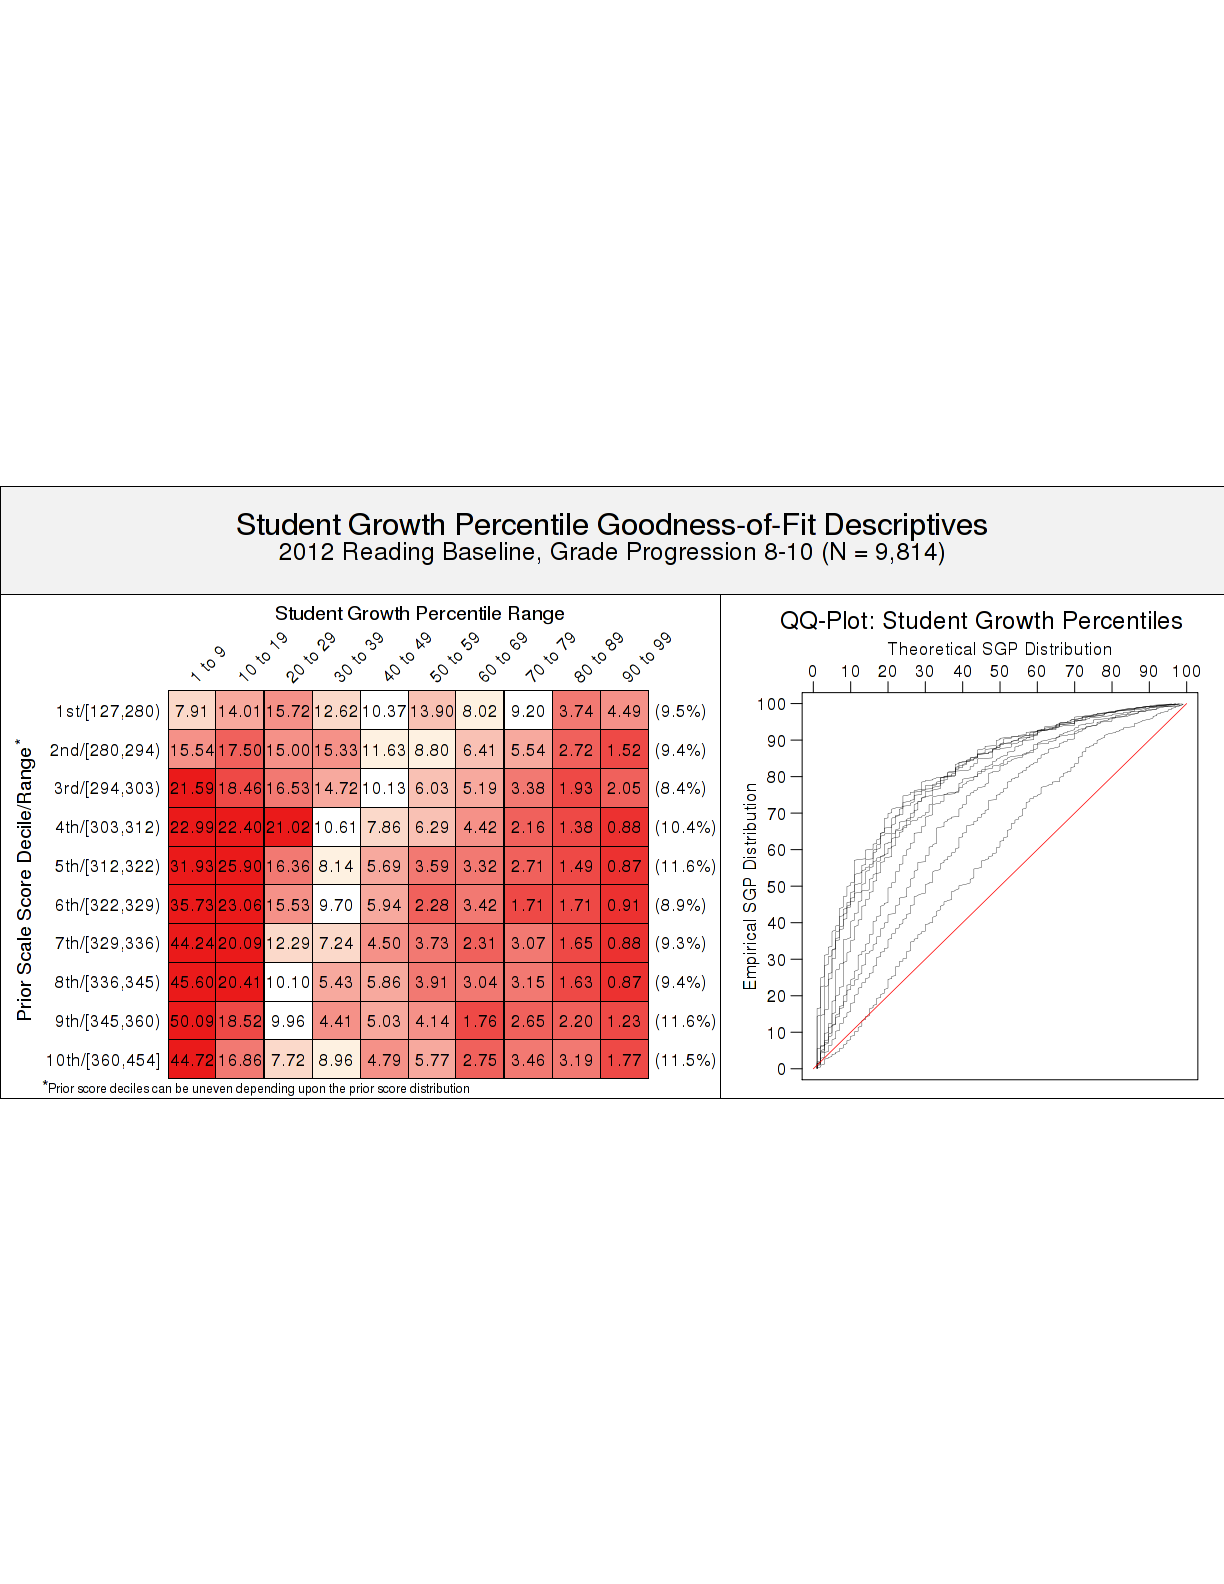 Student Growth Percentile Goodness-of-Fit Descriptives
2012 Reading Baseline, Grade Progression 8-10 (N = 9,814)
Student Growth Percentile Range
1 to 9 10 to 19 20 to 29 30 to 39 40 to 49 50 to 59 60 to 69 70 to 79 80 to 89 90 to 99
Prior Scale Score Decile/Range*
1st/[127,280) 7.91 14.01 15.72 12.62 10.37 13.90 8.02 9.20 3.74 4.49 (9.5%)
2nd/[280,294) 15.54 17.50 15.00 15.33 11.63 8.80 6.41 5.54 2.72 1.52 (9.4%)
3rd/[294,303) 21.59 18.46 16.53 14.72 10.13 6.03 5.19 3.38 1.93 2.05 (8.4%)
4th/[303,312) 22.99 22.40 21.02 10.61 7.86 6.29 4.42 2.16 1.38 0.88 (10.4%)
5th/[312,322) 31.93 25.90 16.36 8.14 5.69 3.59 3.32 2.71 1.49 0.87 (11.6%)
6th/[322,329) 35.73 23.06 15.53 9.70 5.94 2.28 3.42 1.71 1.71 0.91 (8.9%)
7th/[329,336) 44.24 20.09 12.29 7.24 4.50 3.73 2.31 3.07 1.65 0.88 (9.3%)
8th/[336,345) 45.60 20.41 10.10 5.43 5.86 3.91 3.04 3.15 1.63 0.87 (9.4%)
9th/[345,360) 50.09 18.52 9.96 4.41 5.03 4.14 1.76 2.65 2.20 1.23 (11.6%)
10th/[360,454] 44.72 16.86 7.72 8.96 4.79 5.77 2.75 3.46 3.19 1.77 (11.5%)
*Prior score deciles can be uneven depending upon the prior score distribution
QQ-Plot: Student Growth Percentiles
Theoretical SGP Distribution
0 10 20 30 40 50 60 70 80 90 100
Empirical SGP Distribution
100
90
80
70
60
50
40
30
20
10
0